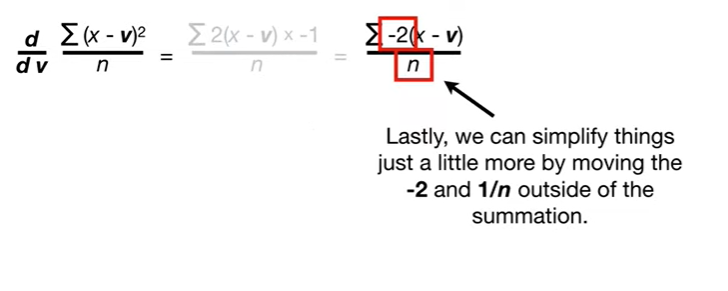 d/dv ∑(x - v)²/n = ∑2(x - v) × -1/n = ∑-2(x - v)/n
Lastly, we can simplify things
just a little more by moving the
-2 and 1/n outside of the
summation.